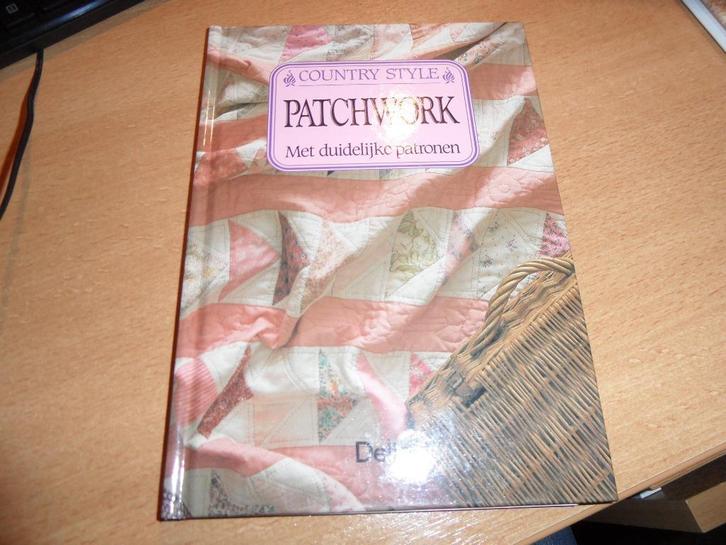 COUNTRY STYLE
PATCHWORK
Met duidelijke patronen